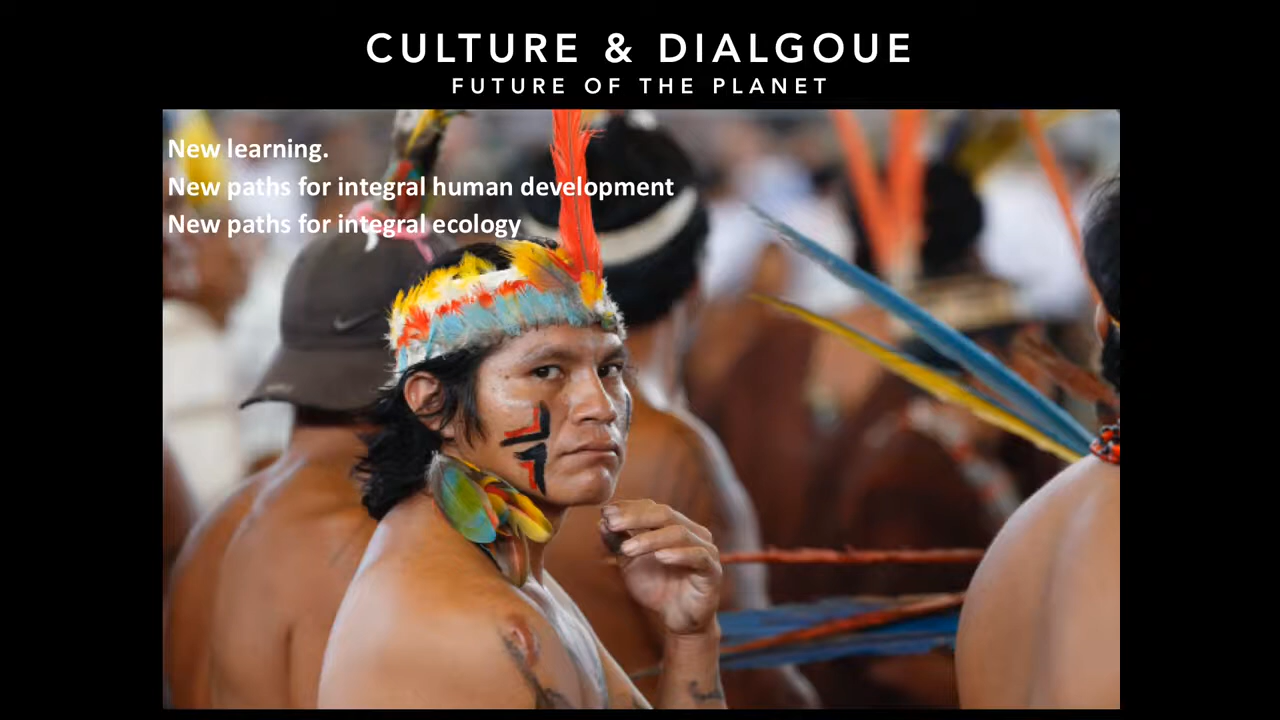 CULTURE & DIALGOUE
FUTURE OF THE PLANET
New learning.
New paths for integral human development
New paths for integral ecology